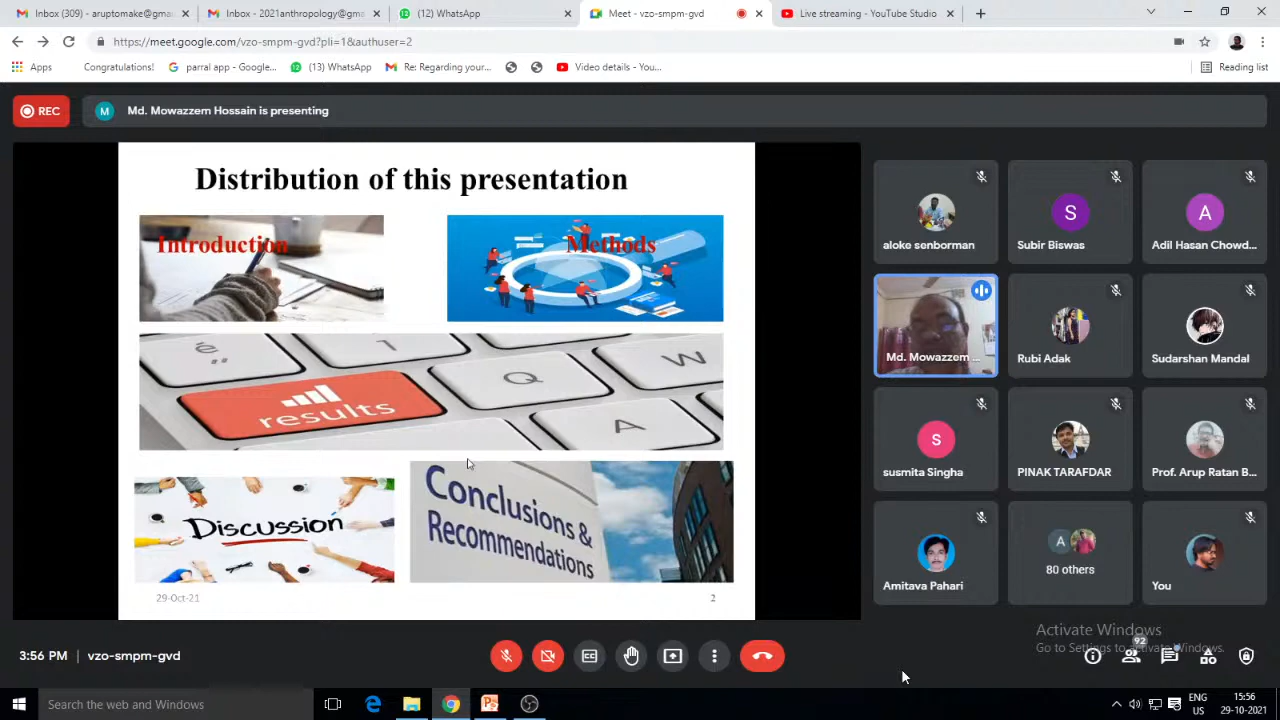 Inbox (309) - aruptomake@gma
Inbox - 2021anthropology@gm
(12) WhatsApp
Meet - vzo-smpm-gvd
Live streaming - YouTube Studio
https://meet.google.com/vzo-smpm-gvd?pli=1&authuser=2
Apps
Congratulations!
parral app - Google...
(13) WhatsApp
Re: Regarding your...
Video details - You...
Reading list
REC
M
Md. Mowazzem Hossain is presenting
Distribution of this presentation
Introduction
Methods
1
Q
W
A
results
Discussion
Conclusions &
Recommendations
29-Oct-21
2
aloke senborman
S
Subir Biswas
A
Adil Hasan Chowd...
Md. Mowazzem ...
Rubi Adak
Sudarshan Mandal
S
susmita Singha
PINAK TARAFDAR
Prof. Arup Ratan B...
Amitava Pahari
A
80 others
You
Activate Windows
Go to Settings to activate Windows.
92
3:56 PM | vzo-smpm-gvd
Search the web and Windows
ENG
US
15:56
29-10-2021